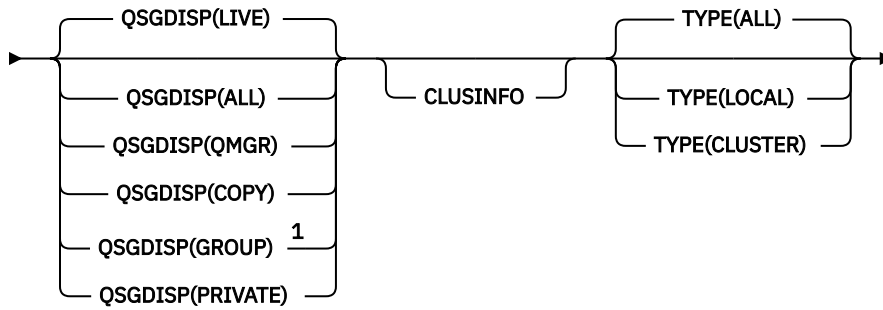 QSGDISP(LIVE)
QSGDISP(ALL)
QSGDISP(QMGR)
QSGDISP(COPY)
QSGDISP(GROUP) 1
QSGDISP(PRIVATE)
CLUSINFO
TYPE(ALL)
TYPE(LOCAL)
TYPE(CLUSTER)